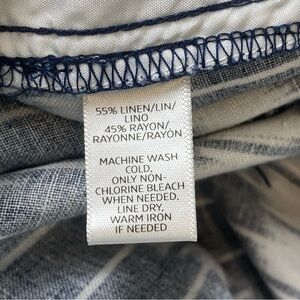 55% LINEN/LIN/
LINO
45% RAYON/
RAYONNE/RAYÓN
MACHINE WASH
COLD,
ONLY NON-
CHLORINE BLEACH
WHEN NEEDED,
LINE DRY,
WARM IRON
IF NEEDED